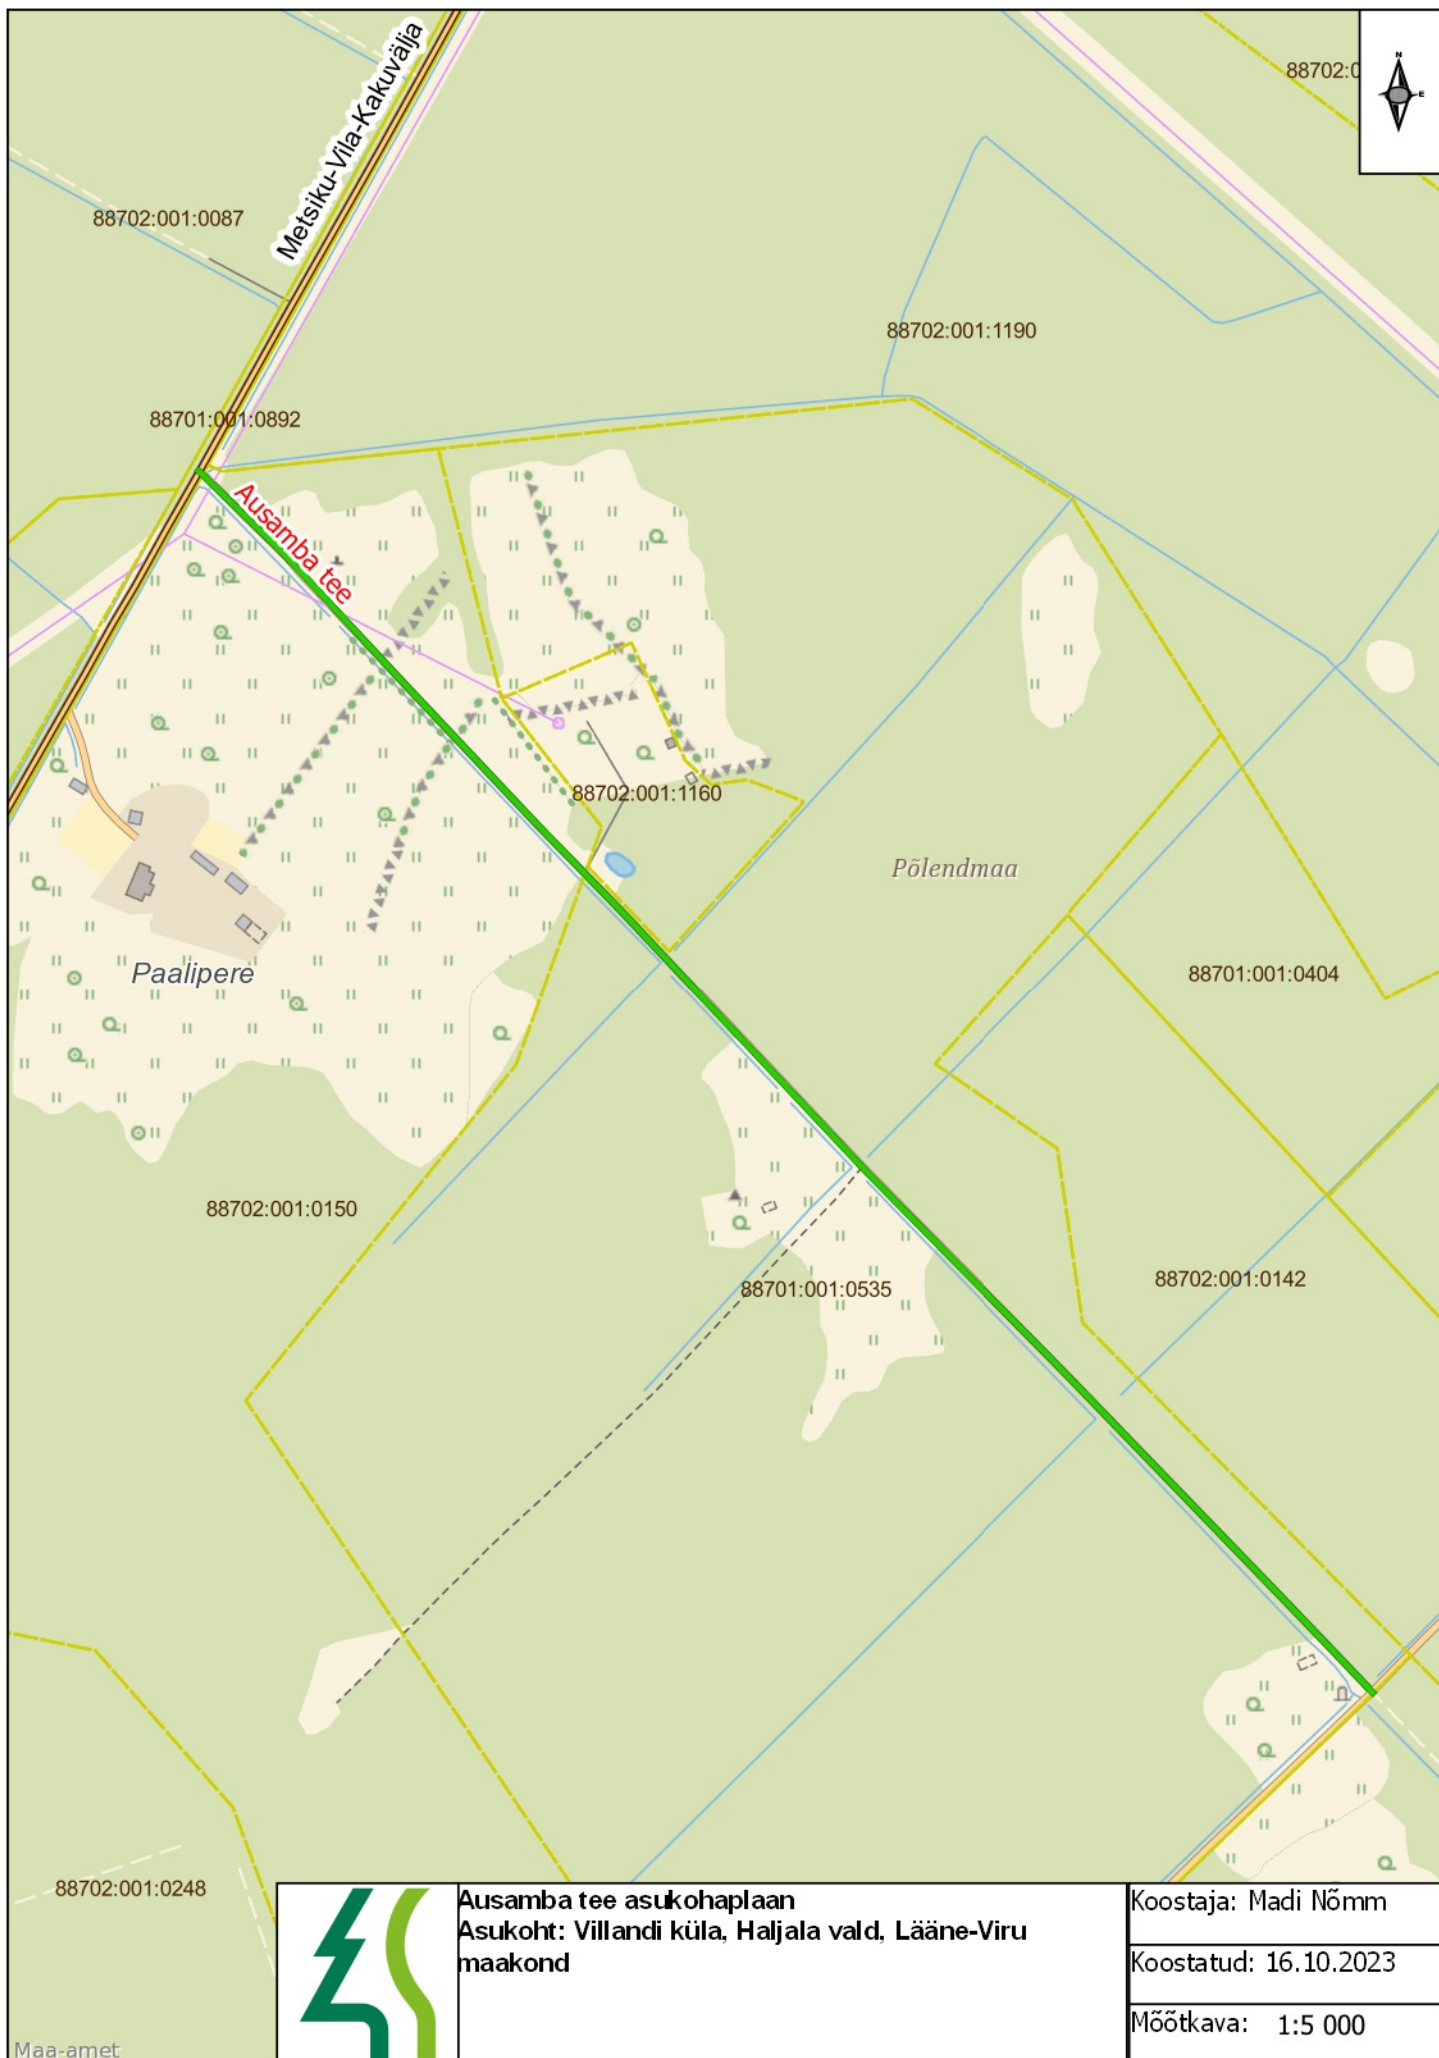 88702:0
N
E
Metsiku-Vila-Kakuvälja
88702:001:0087
88702:001:1190
88701:001:0892
Ausamba tee
88702:001:1160
Põlendmaa
Paalipere
88701:001:0404
88702:001:0150
88702:001:0142
88701:001:0535
88702:001:0248
Maa-amet
Ausamba tee asukohaplaan
Asukoht: Villandi küla, Haljala vald, Lääne-Viru
maakond
Koostaja: Madi Nõmm
Koostatud: 16.10.2023
Mõõtkava: 1:5 000